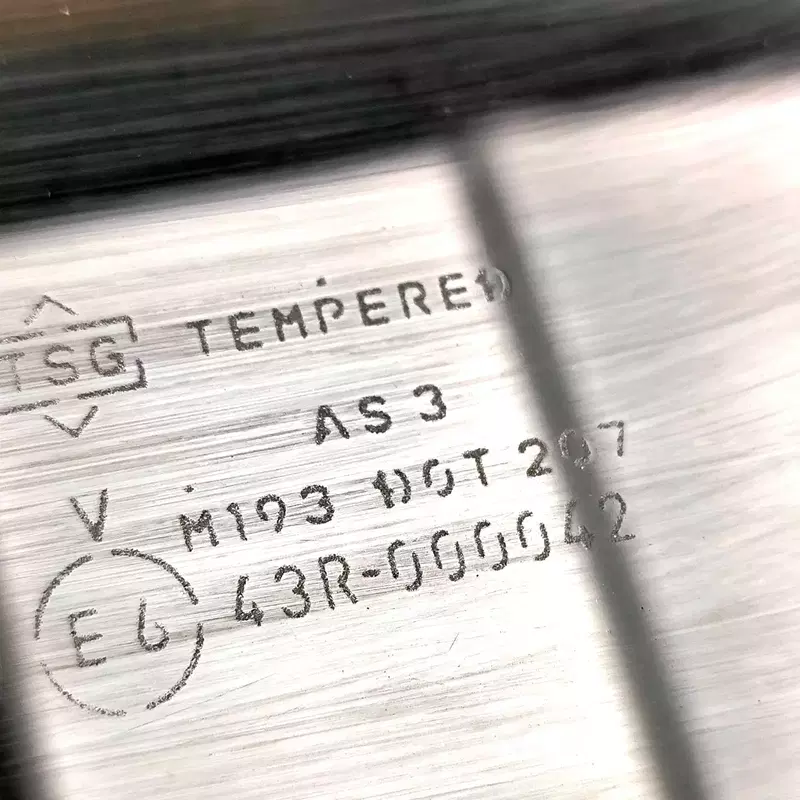 TSG TEMPERED
AS 3
V M193 DOT 207
E6 43R-000042